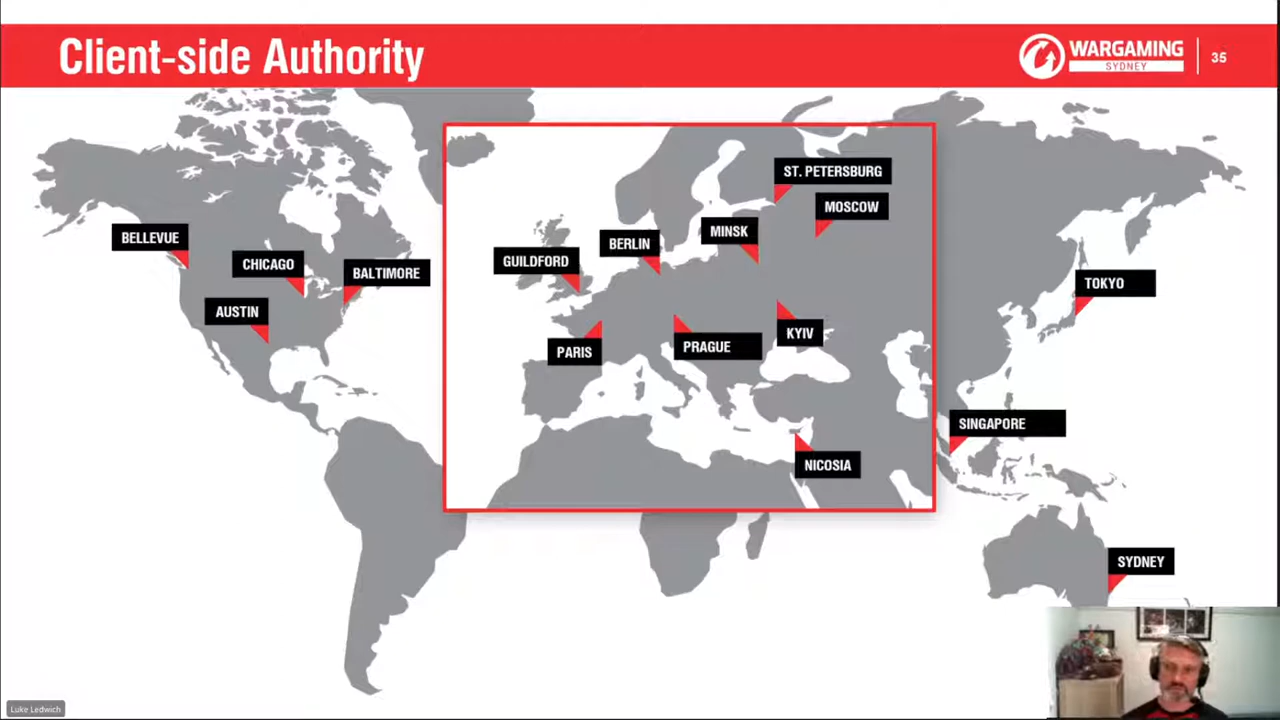 Client-side Authority
WARGAMING
SYDNEY
35
ST. PETERSBURG
MOSCOW
BELLEVUE
MINSK
BERLIN
GUILDFORD
CHICAGO
BALTIMORE
TOKYO
AUSTIN
KYIV
PRAGUE
PARIS
SINGAPORE
NICOSIA
SYDNEY
Luke Ledwich